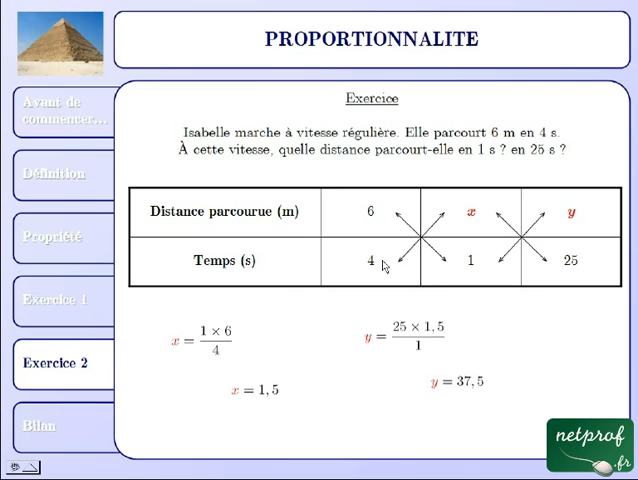 PROPORTIONNALITE
Avant de
commencer...
Définition
Propriété
Exercice 1
Exercice 2
Bilan
Exercice
Isabelle marche à vitesse régulière. Elle parcourt 6 m en 4 s.
À cette vitesse, quelle distance parcourt-elle en 1 s ? en 25 s ?
Distance parcourue (m) 6 x y
Temps (s) 4 1 25
x = (1 × 6)/4
y = (25 × 1,5)/1
x = 1,5
y = 37,5
netprof
.fr